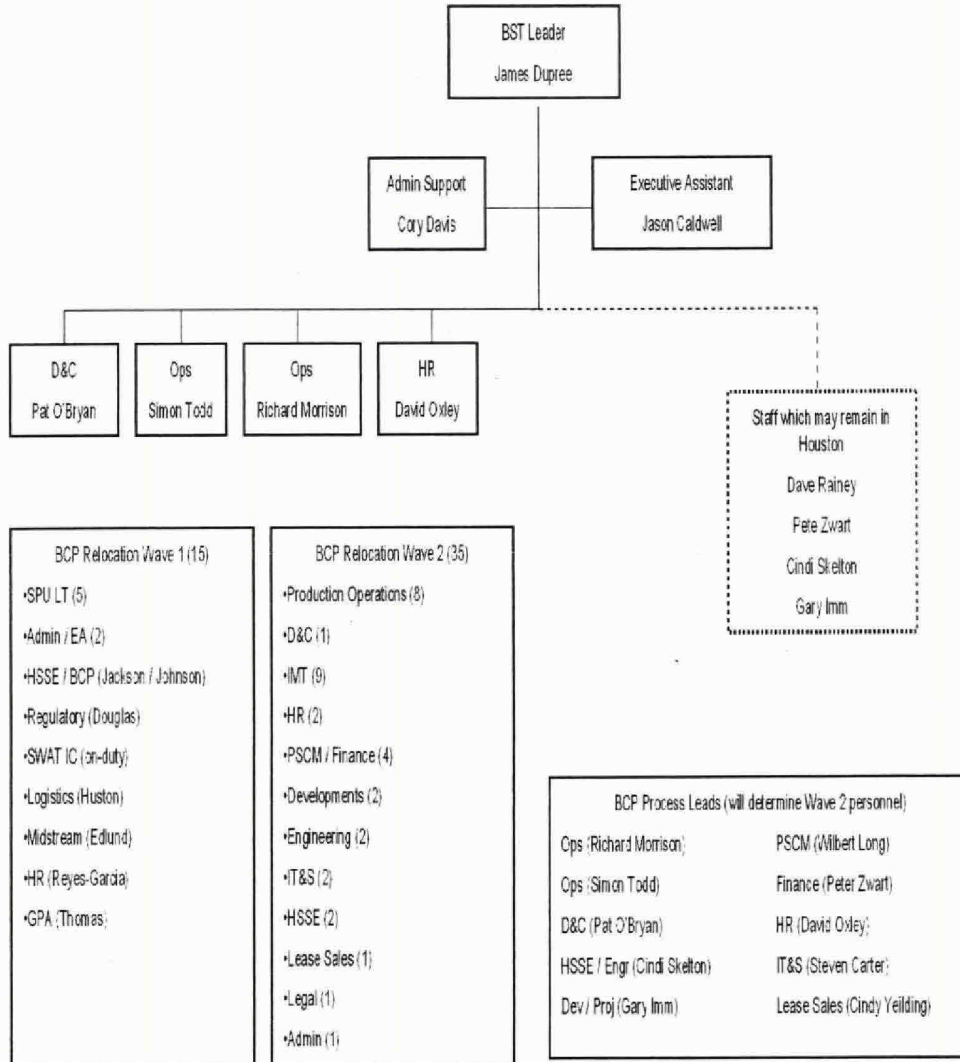 BST Leader
James Dupree
Admin Support
Cory Davis
Executive Assistant
Jason Caldwell
D&C
Pat O'Bryan
Ops
Simon Todd
Ops
Richard Morrison
HR
David Oxley
Staff which may remain in
Houston
Dave Rainey
Pete Zwart
Cindi Skelton
Gary Imm
BCP Relocation Wave 1 (15)
•SPU LT (5)
•Admin / EA (2)
•HSSE / BCP (Jackson / Johnson)
•Regulatory (Douglas)
•SWAT IC (on-duty)
•Logistics (Huston)
•Midstream (Edlund)
•HR (Reyes-Garcia)
•GPA (Thomas)
BCP Relocation Wave 2 (35)
•Production Operations (8)
•D&C (1)
•IMT (9)
•HR (2)
•PSCM / Finance (4)
•Developments (2)
•Engineering (2)
•IT&S (2)
•HSSE (2)
•Lease Sales (1)
•Legal (1)
•Admin (1)
BCP Process Leads (will determine Wave 2 personnel)
Ops (Richard Morrison)
Ops (Simon Todd)
D&C (Pat O'Bryan)
HSSE / Engr (Cindi Skelton)
Dev / Proj (Gary Imm)
PSCM (Wilbert Long)
Finance (Peter Zwart)
HR (David Oxley)
IT&S (Steven Carter)
Lease Sales (Cindy Yeilding)